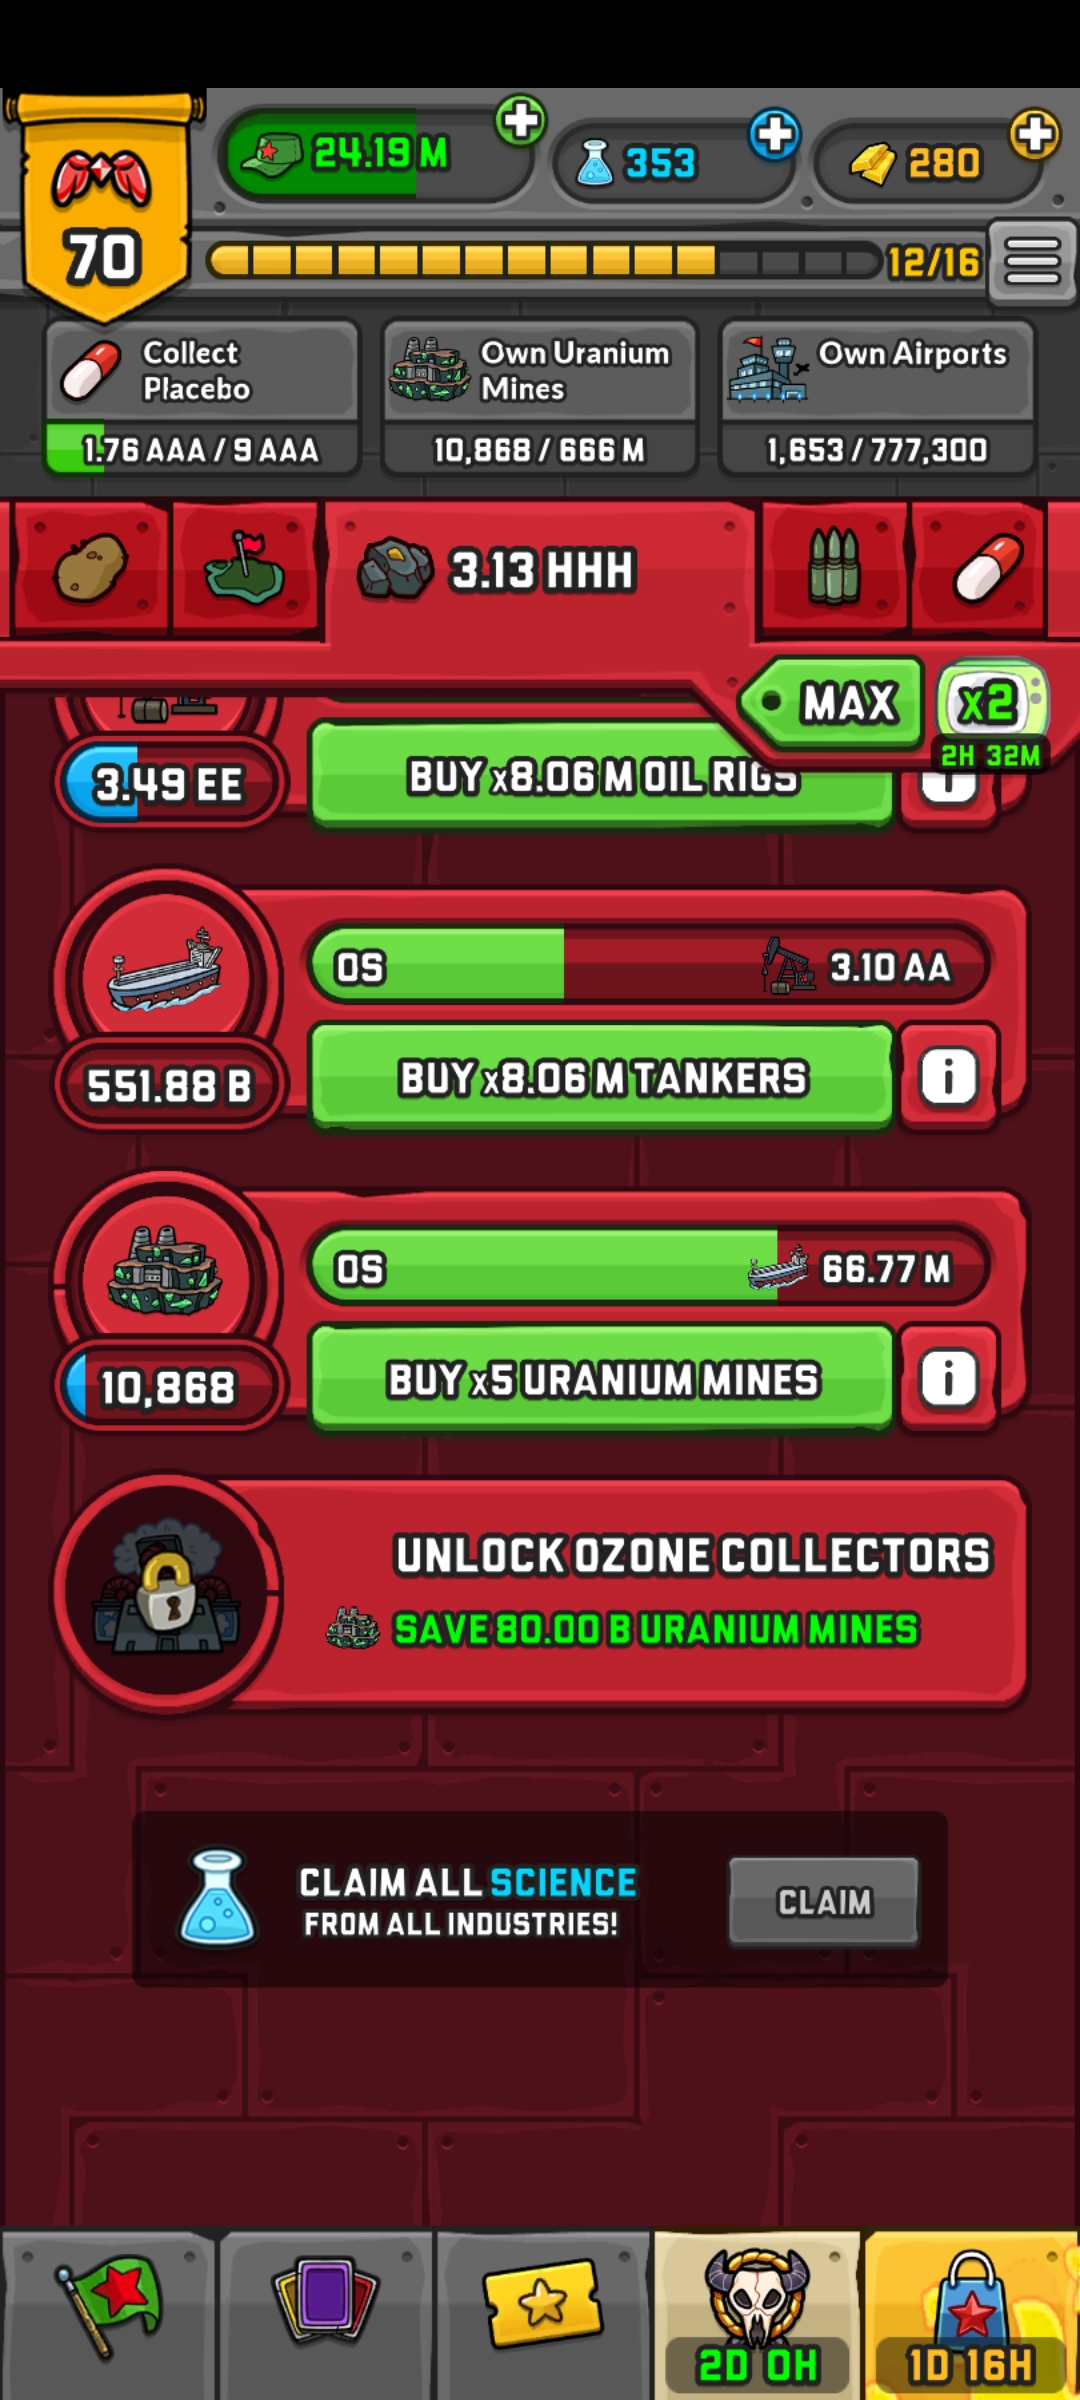 24.19 M
353
280
70
12/16
Collect
Placebo
Own Uranium
Mines
Own Airports
1.76 AAA / 9 AAA
10,868 / 666 M
1,653 / 777,300
3.13 HHH
MAX
x2
2H 32M
3.49 EE
BUY x8.06 M OIL RIGS
0S
3.10 AA
551.88 B
BUY x8.06 M TANKERS
i
0S
66.77 M
10,868
BUY x5 URANIUM MINES
i
UNLOCK OZONE COLLECTORS
SAVE 80.00 B URANIUM MINES
CLAIM ALL SCIENCE
FROM ALL INDUSTRIES!
CLAIM
2D 0H
1D 16H